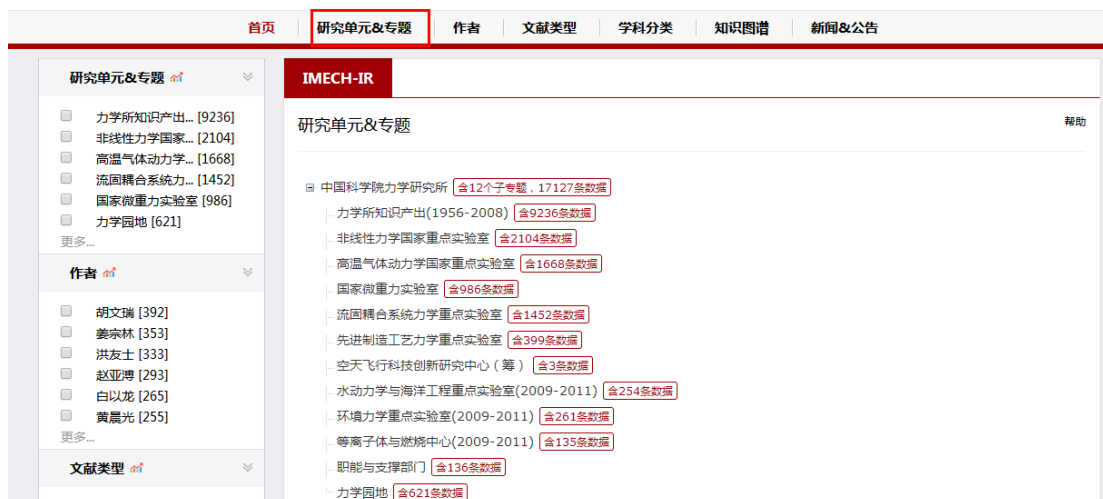 首页 研究单元&专题 作者 文献类型 学科分类 知识图谱 新闻&公告
研究单元&专题
力学所知识产出... [9236]
非线性力学国家... [2104]
高温气体动力学... [1668]
流固耦合系统力... [1452]
国家微重力实验室 [986]
力学园地 [621]
更多...
作者
胡文瑞 [392]
姜宗林 [353]
洪友士 [333]
赵亚溥 [293]
白以龙 [265]
黄晨光 [255]
更多...
文献类型
IMECH-IR
研究单元&专题 帮助
中国科学院力学研究所 含12个子专题，17127条数据
力学所知识产出(1956-2008) 含9236条数据
非线性力学国家重点实验室 含2104条数据
高温气体动力学国家重点实验室 含1668条数据
国家微重力实验室 含986条数据
流固耦合系统力学重点实验室 含1452条数据
先进制造工艺力学重点实验室 含399条数据
空天飞行科技创新研究中心（筹） 含3条数据
水动力学与海洋工程重点实验室(2009-2011) 含254条数据
环境力学重点实验室(2009-2011) 含261条数据
等离子体与燃烧中心(2009-2011) 含135条数据
职能与支撑部门 含136条数据
力学园地 含621条数据